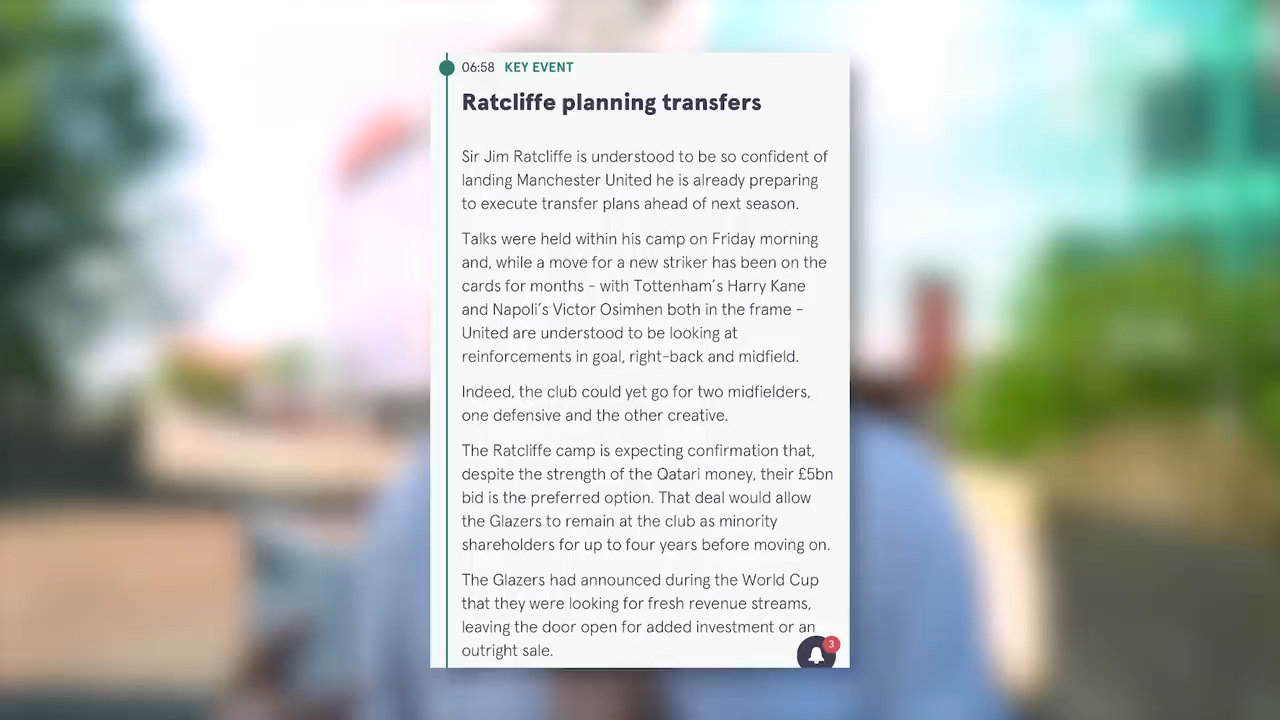 06:58 KEY EVENT
Ratcliffe planning transfers
Sir Jim Ratcliffe is understood to be so confident of
landing Manchester United he is already preparing
to execute transfer plans ahead of next season.
Talks were held within his camp on Friday morning
and, while a move for a new striker has been on the
cards for months - with Tottenham's Harry Kane
and Napoli's Victor Osimhen both in the frame -
United are understood to be looking at
reinforcements in goal, right-back and midfield.
Indeed, the club could yet go for two midfielders,
one defensive and the other creative.
The Ratcliffe camp is expecting confirmation that,
despite the strength of the Qatari money, their £5bn
bid is the preferred option. That deal would allow
the Glazers to remain at the club as minority
shareholders for up to four years before moving on.
The Glazers had announced during the World Cup
that they were looking for fresh revenue streams,
leaving the door open for added investment or an
outright sale.
3